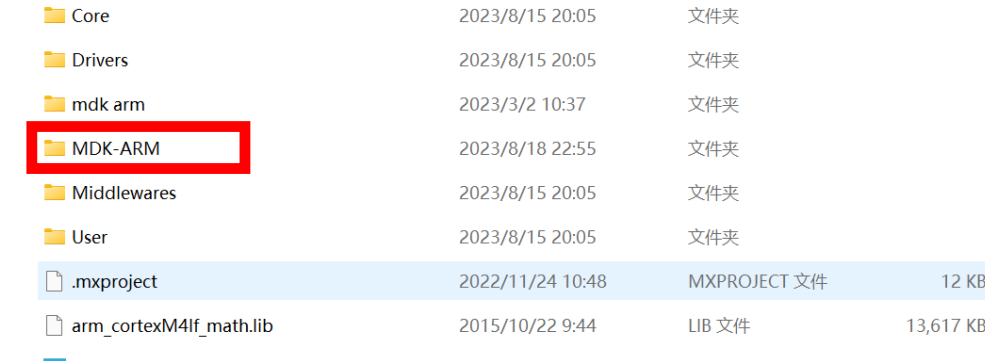 Core 2023/8/15 20:05 文件夹
Drivers 2023/8/15 20:05 文件夹
mdk arm 2023/3/2 10:37 文件夹
MDK-ARM 2023/8/18 22:55 文件夹
Middlewares 2023/8/15 20:05 文件夹
User 2023/8/15 20:05 文件夹
.mxproject 2022/11/24 10:48 MXPROJECT 文件 12 KB
arm_cortexM4lf_math.lib 2015/10/22 9:44 LIB 文件 13,617 KB